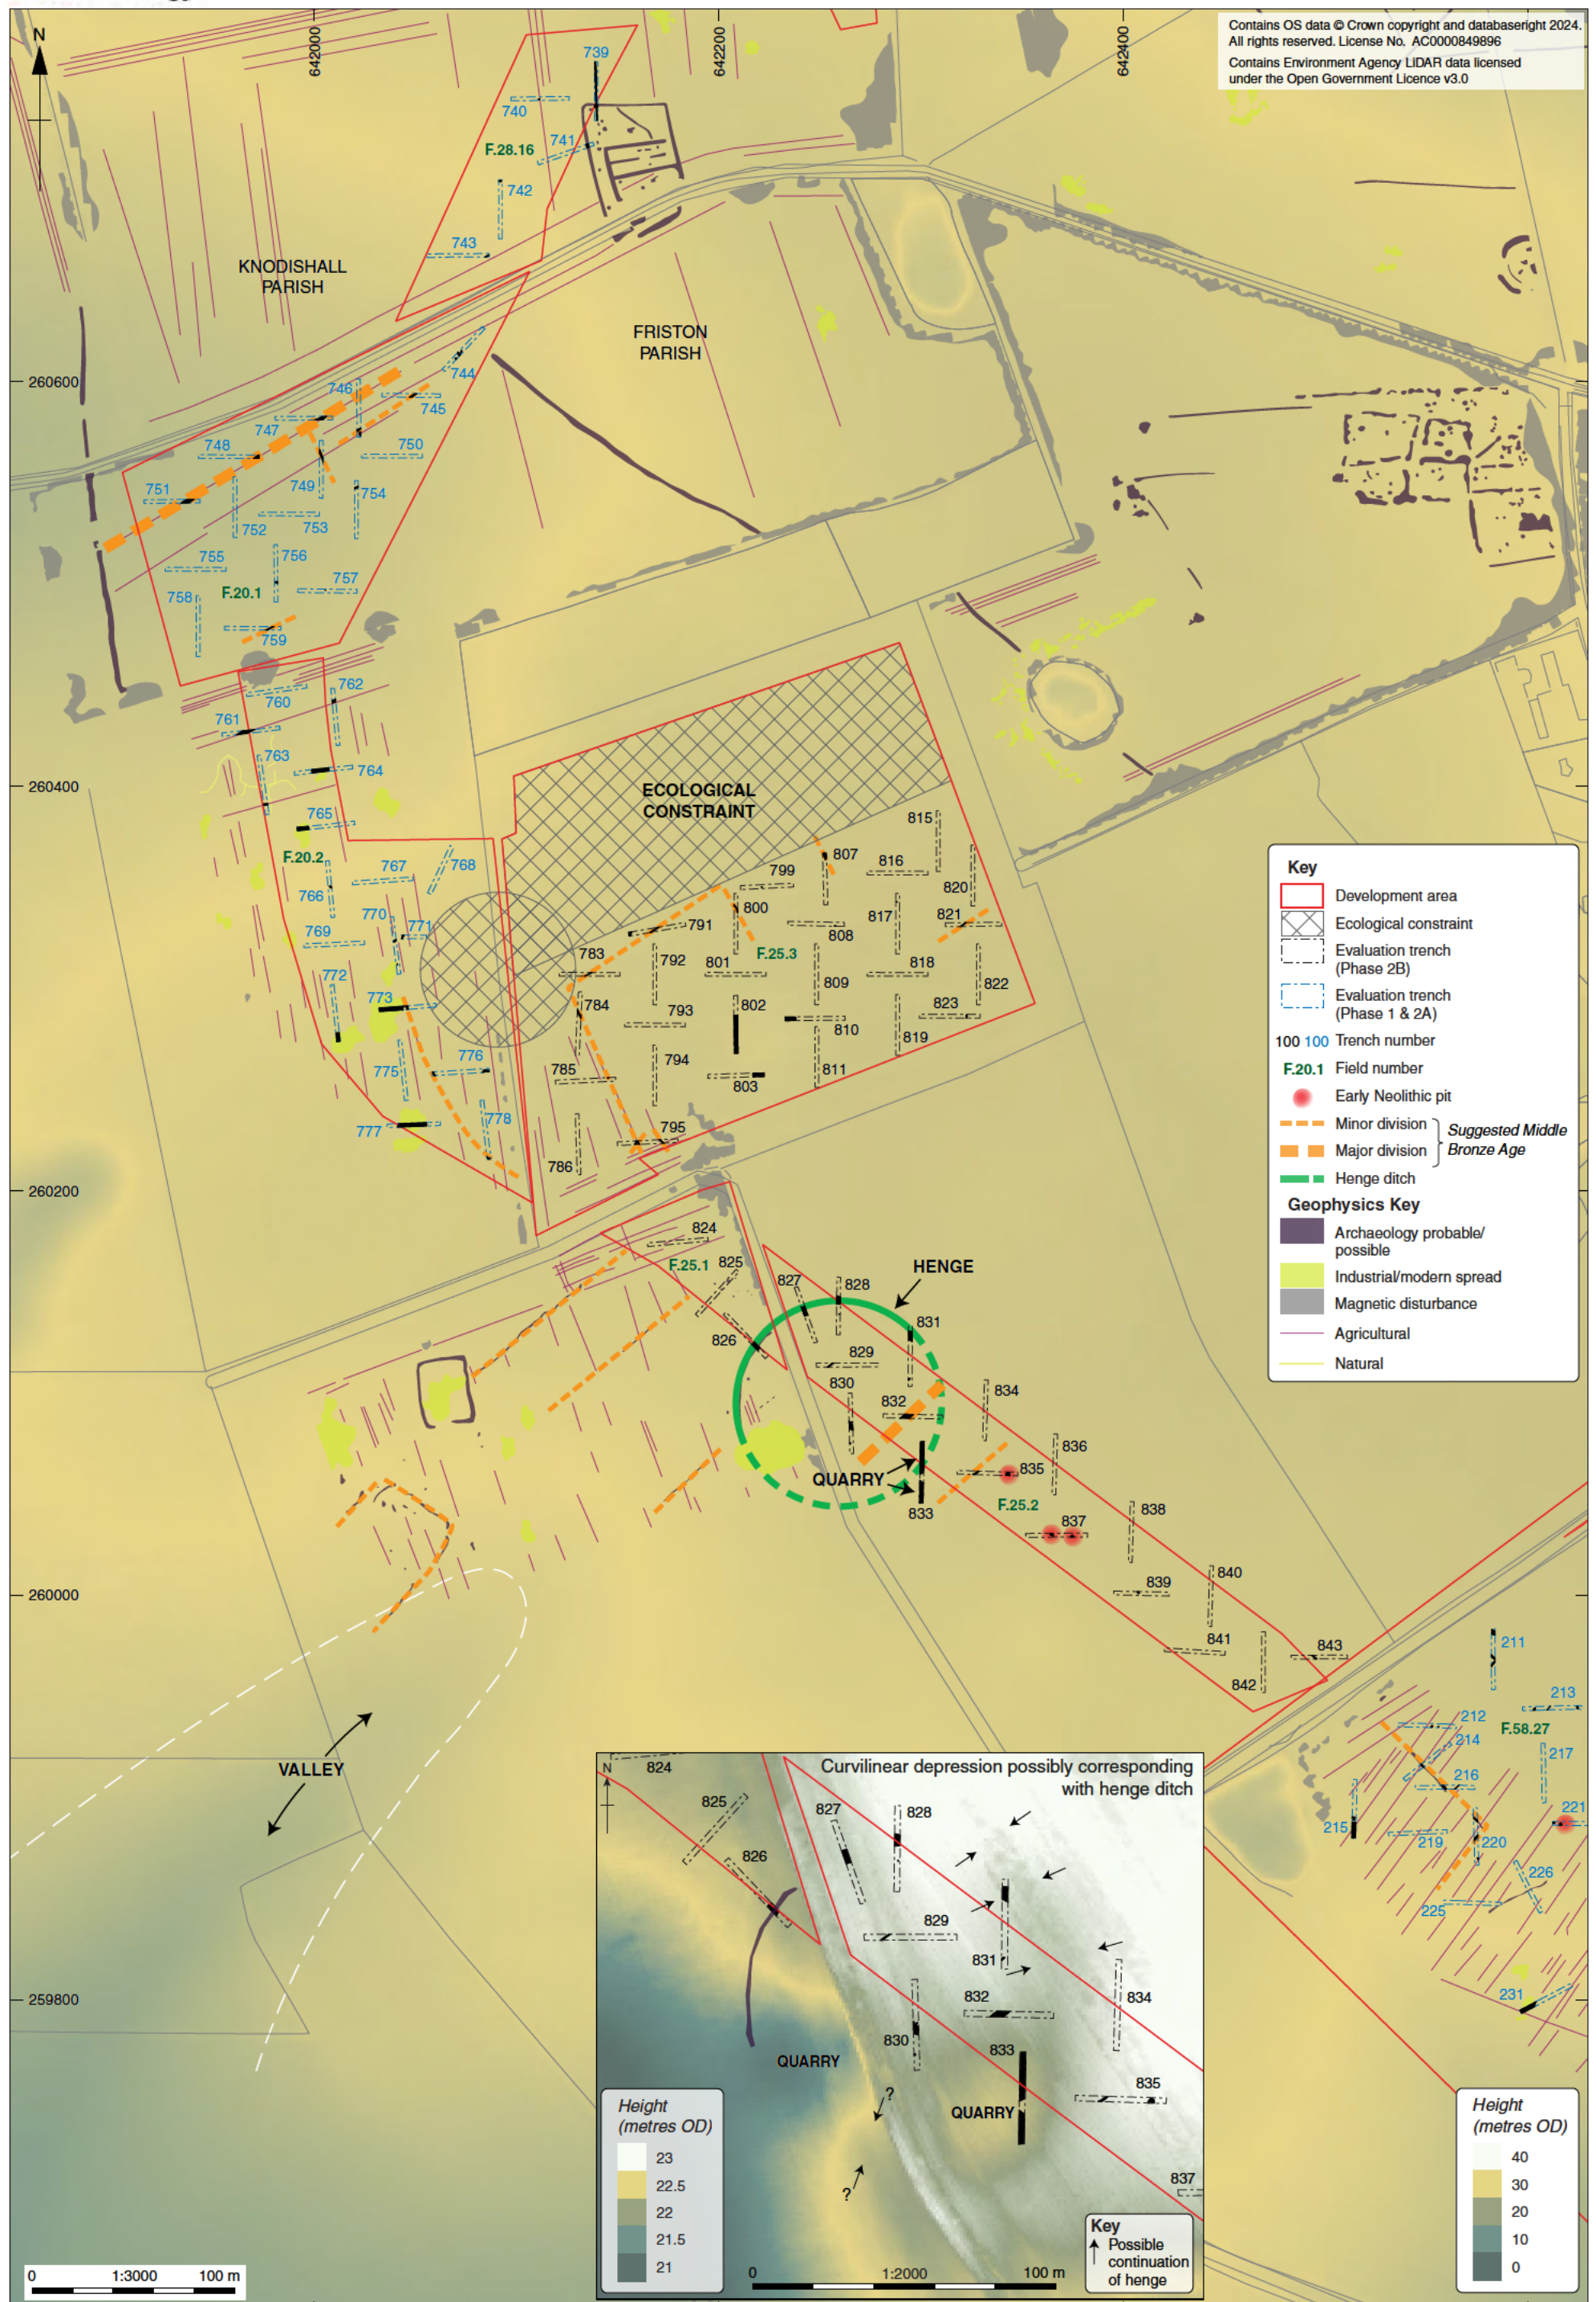 Contains OS data © Crown copyright and databaseright 2024.
All rights reserved. License No. AC0000849896
Contains Environment Agency LiDAR data licensed
under the Open Government Licence v3.0
N
642000
642200
642400
739
740
741
F.28.16
742
743
KNODISHALL
PARISH
FRISTON
PARISH
260600
744
746
745
747
748
750
749
751
754
752
753
755
756
757
758
F.20.1
759
760
762
761
763
764
260400
ECOLOGICAL
CONSTRAINT
765
815
F.20.2
807
767
768
799
816
766
820
770
771
791
800
817
821
769
808
783
792
801
F.25.3
818
772
809
822
773
784
802
793
823
810
819
776
794
775
785
803
811
778
777
795
786
260200
824
F.25.1
825
HENGE
827
828
831
826
829
830
834
832
836
QUARRY
835
F.25.2
833
837
838
840
839
260000
841
843
842
211
213
212
F.58.27
214
217
216
221
215
219
220
226
225
231
VALLEY
259800
Key
Development area
Ecological constraint
Evaluation trench
(Phase 2B)
Evaluation trench
(Phase 1 & 2A)
100 100 Trench number
F.20.1 Field number
Early Neolithic pit
Minor division
Major division
Suggested Middle
Bronze Age
Henge ditch
Geophysics Key
Archaeology probable/
possible
Industrial/modern spread
Magnetic disturbance
Agricultural
Natural
N
824
Curvilinear depression possibly corresponding
with henge ditch
825
827
828
826
829
831
832
834
830
833
QUARRY
835
QUARRY
?
?
837
Height
(metres OD)
23
22.5
22
21.5
21
Key
Possible
continuation
of henge
0 1:2000 100 m
Height
(metres OD)
40
30
20
10
0
0 1:3000 100 m